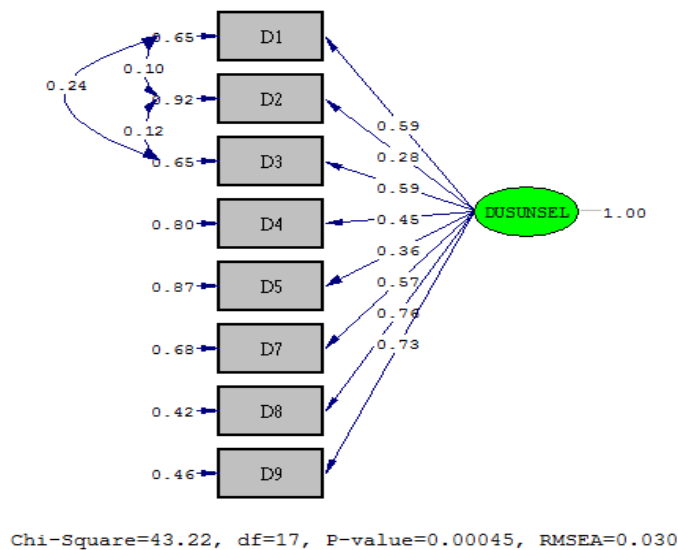 0.65 D1
0.10
0.24
0.92 D2
0.12
0.65 D3
0.80 D4
0.87 D5
0.68 D7
0.42 D8
0.46 D9
0.59
0.28
0.59
0.45
0.36
0.57
0.76
0.73
DUSUNSEL 1.00
Chi-Square=43.22, df=17, P-value=0.00045, RMSEA=0.030